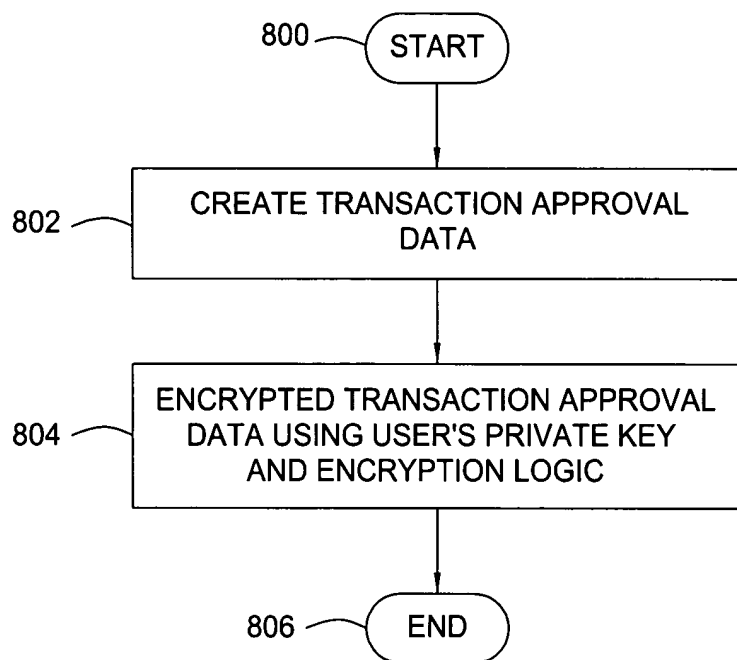 800
START
802
CREATE TRANSACTION APPROVAL
DATA
804
ENCRYPTED TRANSACTION APPROVAL
DATA USING USER'S PRIVATE KEY
AND ENCRYPTION LOGIC
806
END